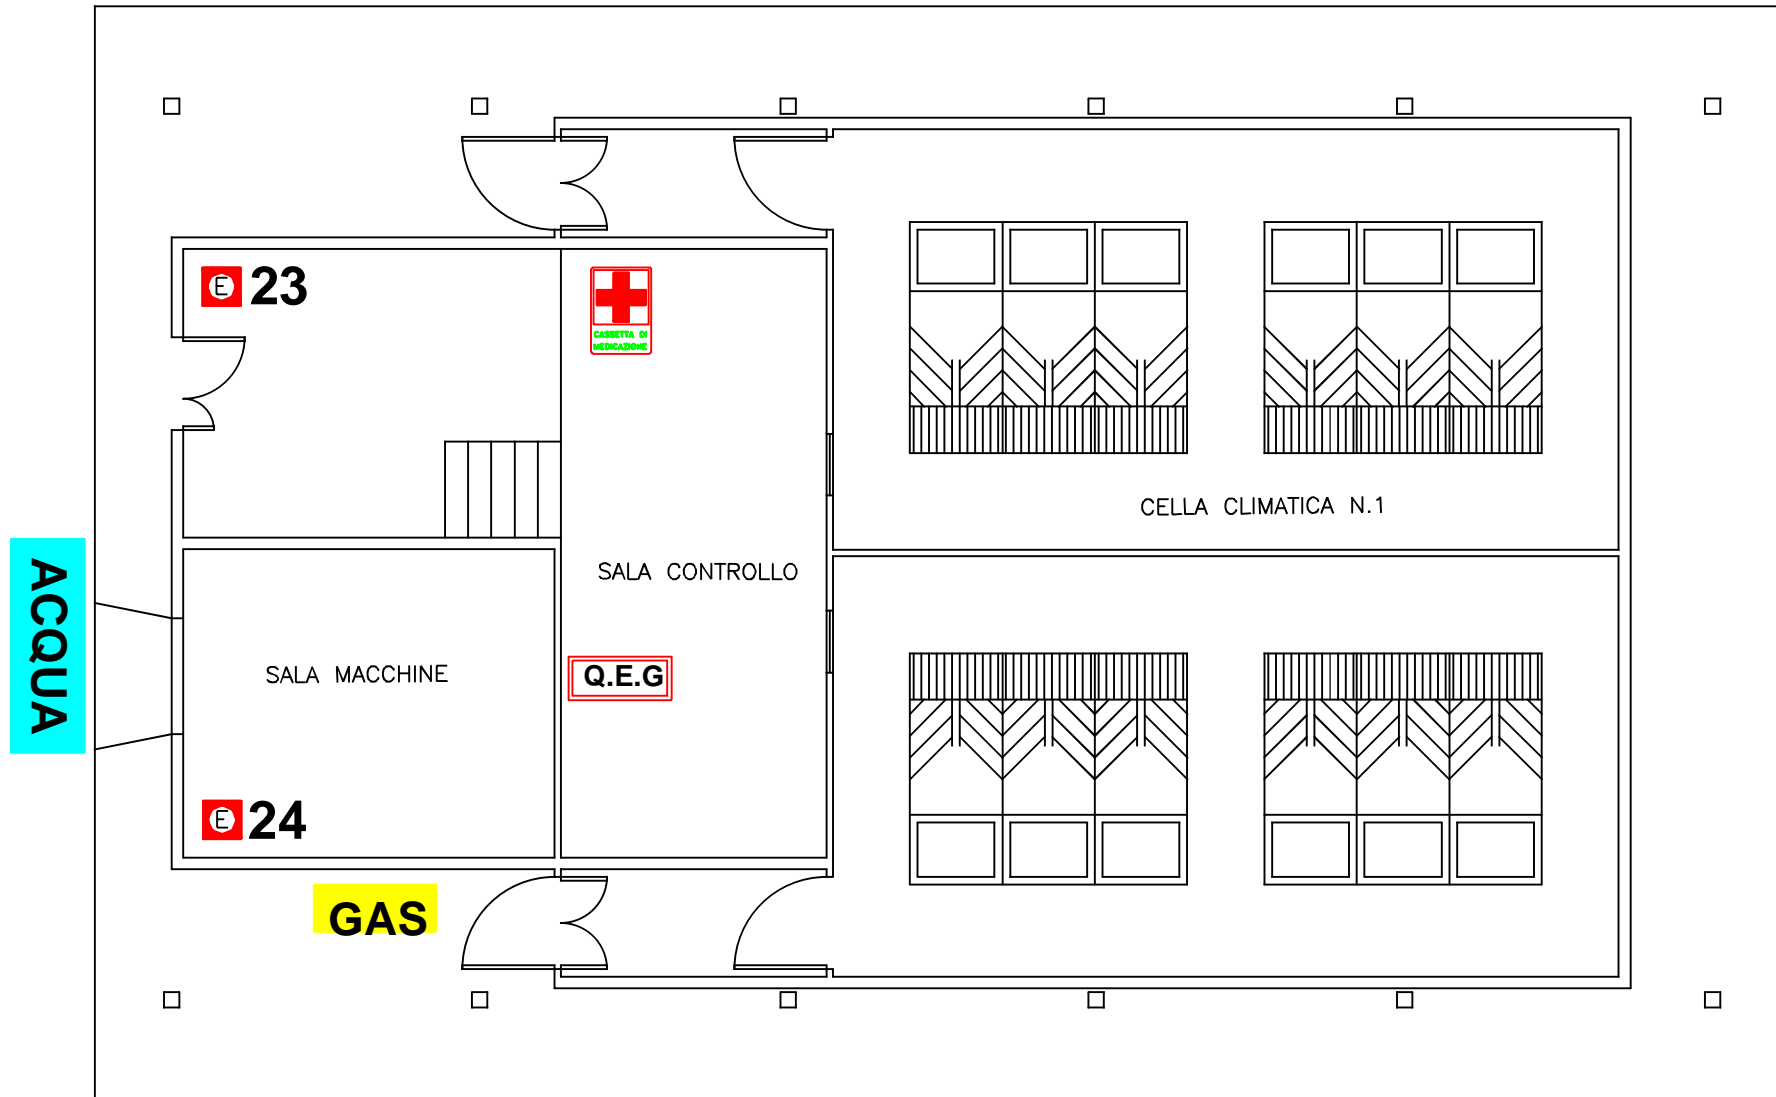 E 23
CASSETTA DI
MEDICAZIONE
CELLA CLIMATICA N.1
SALA CONTROLLO
ACQUA
SALA MACCHINE
Q.E.G
E 24
GAS